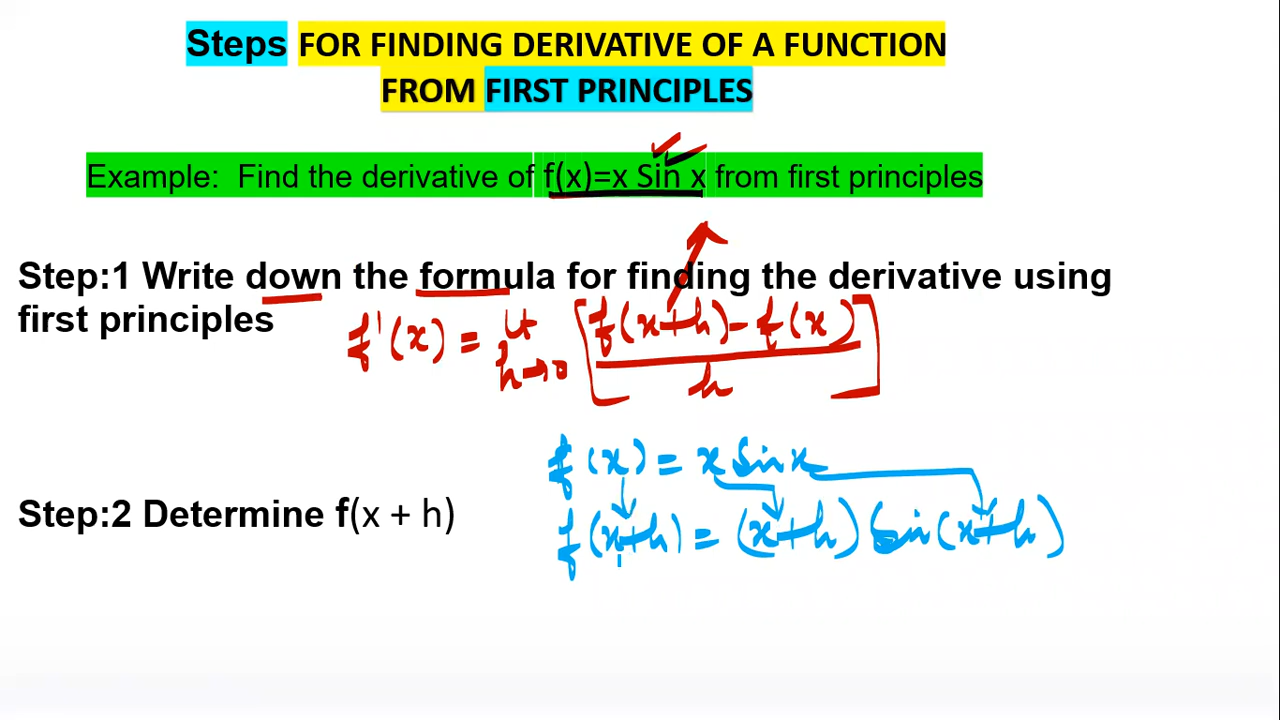 Steps FOR FINDING DERIVATIVE OF A FUNCTION
FROM FIRST PRINCIPLES
Example: Find the derivative of f(x)=x Sin x from first principles
Step:1 Write down the formula for finding the derivative using
first principles
f'(x) = lt h→0 [f(x+h) - f(x) / h]
f(x) = x Sin x
Step:2 Determine f(x + h)
f(x+h) = (x+h) Sin(x+h)